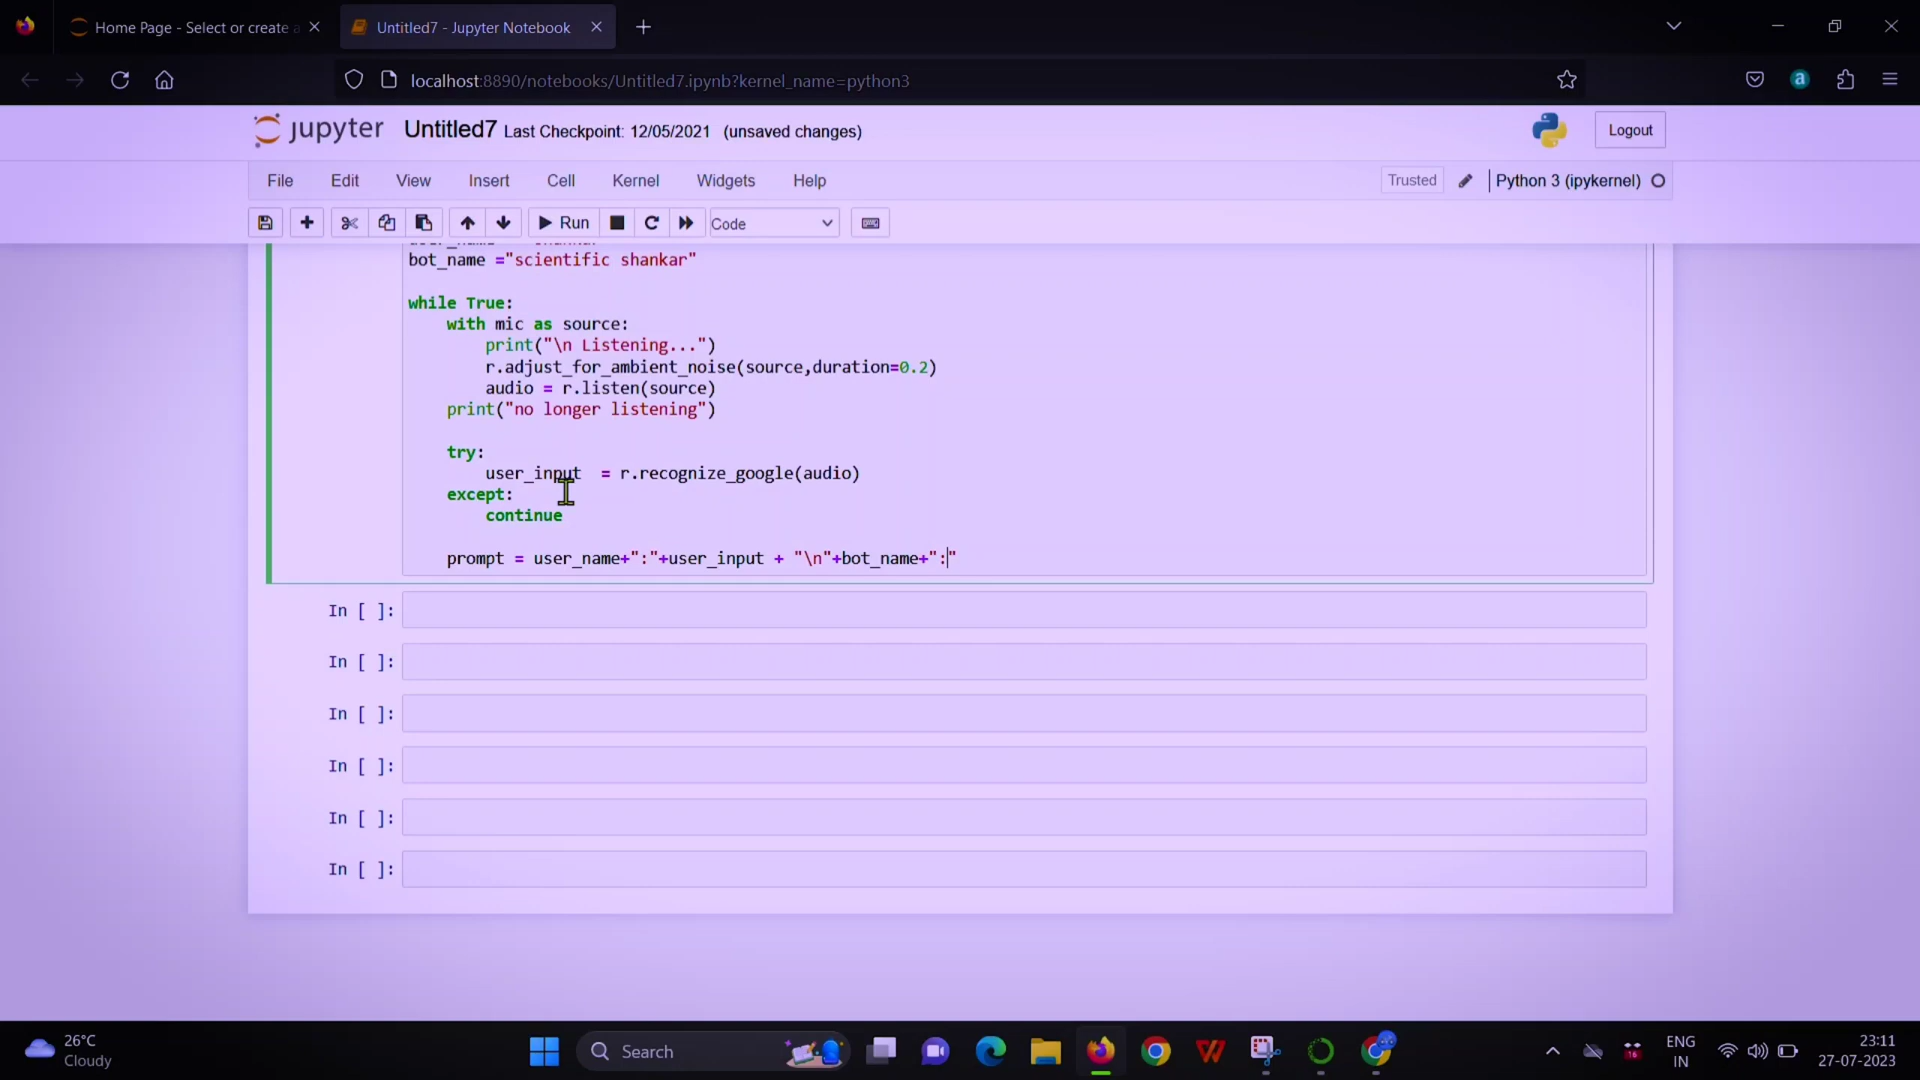 Home Page - Select or create a
Untitled7 - Jupyter Notebook
localhost:8890/notebooks/Untitled7.ipynb?kernel_name=python3
jupyter Untitled7 Last Checkpoint: 12/05/2021 (unsaved changes)
Logout
File Edit View Insert Cell Kernel Widgets Help
Trusted Python 3 (ipykernel)
Run Code
bot_name ="scientific shankar"
while True:
with mic as source:
print("\n Listening...")
r.adjust_for_ambient_noise(source,duration=0.2)
audio = r.listen(source)
print("no longer listening")
try:
user_input = r.recognize_google(audio)
except:
continue
prompt = user_name+":"+user_input + "\n"+bot_name+":"
In [ ]:
In [ ]:
In [ ]:
In [ ]:
In [ ]:
In [ ]:
26°C
Cloudy
Search
16
ENG
IN
23:11
27-07-2023